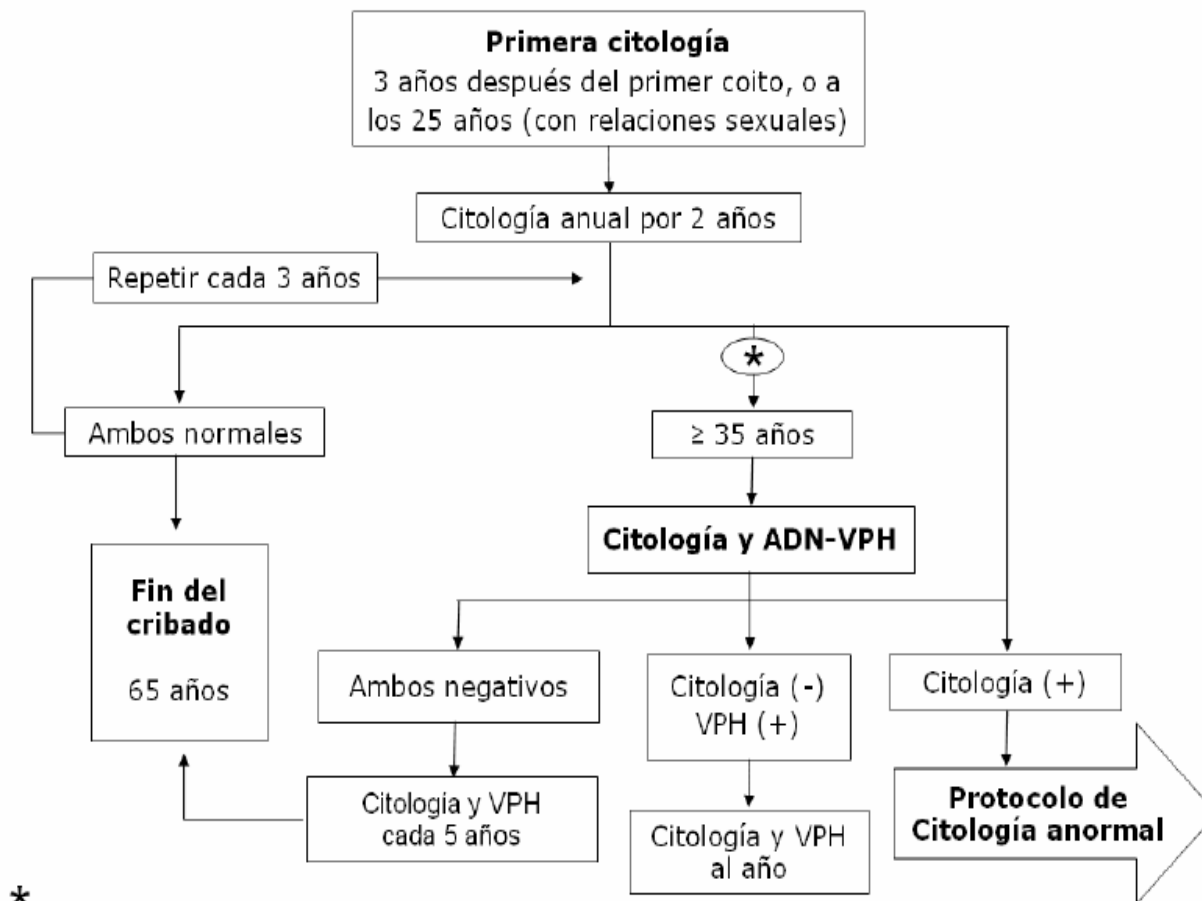 Primera citología
3 años después del primer coito, o a
los 25 años (con relaciones sexuales)
Citología anual por 2 años
Repetir cada 3 años
*
Ambos normales
≥ 35 años
Citología y ADN-VPH
Fin del
cribado
65 años
Ambos negativos
Citología (-)
VPH (+)
Citología (+)
Citología y VPH
cada 5 años
Citología y VPH
al año
Protocolo de
Citología anormal
*